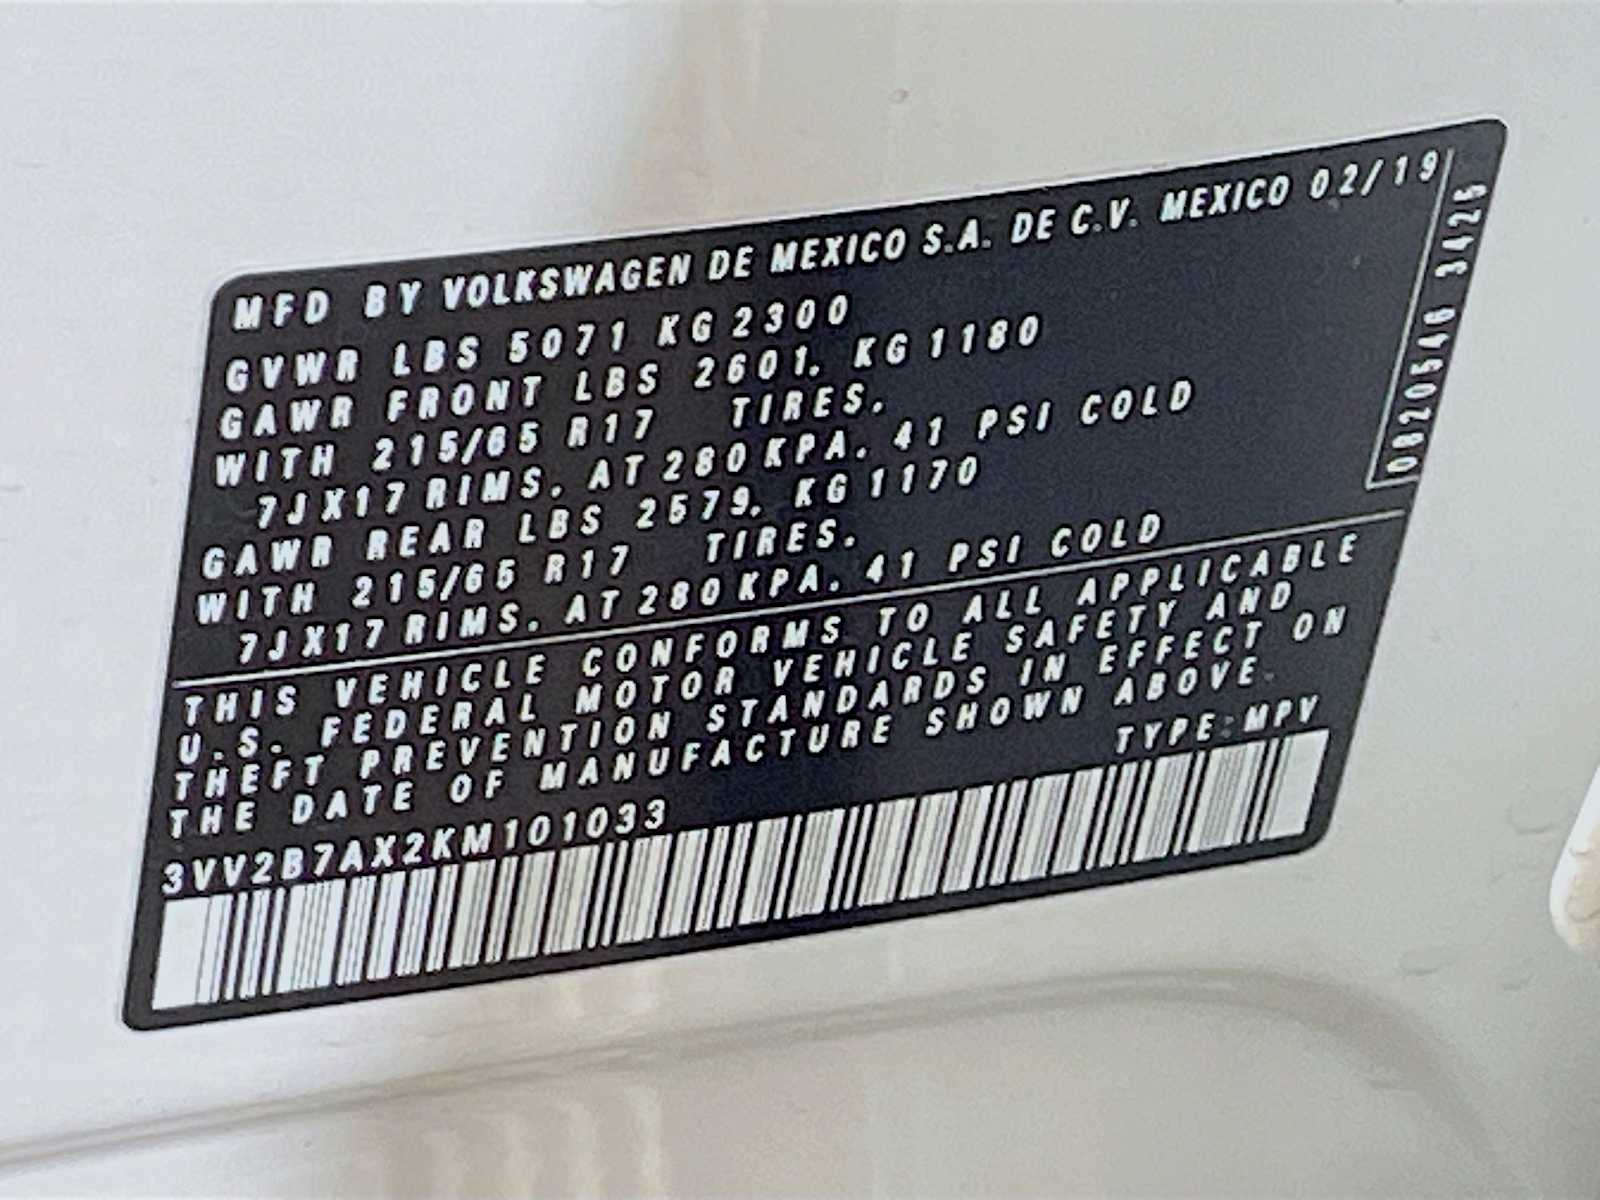 MFD BY VOLKSWAGEN DE MEXICO S.A. DE C.V. MEXICO 02/19
GVWR LBS 5071 KG 2300
GAWR FRONT LBS 2601. KG 1180
WITH 215/65 R17 TIRES.
7JX17 RIMS. AT 280 KPA. 41 PSI COLD
GAWR REAR LBS 2579. KG 1170
WITH 215/65 R17 TIRES.
7JX17 RIMS. AT 280 KPA. 41 PSI COLD
THIS VEHICLE CONFORMS TO ALL APPLICABLE
U.S. FEDERAL MOTOR VEHICLE SAFETY AND
THEFT PREVENTION STANDARDS IN EFFECT ON
THE DATE OF MANUFACTURE SHOWN ABOVE.
TYPE: MPV
3VV2B7AX2KM101033
0820546 3425